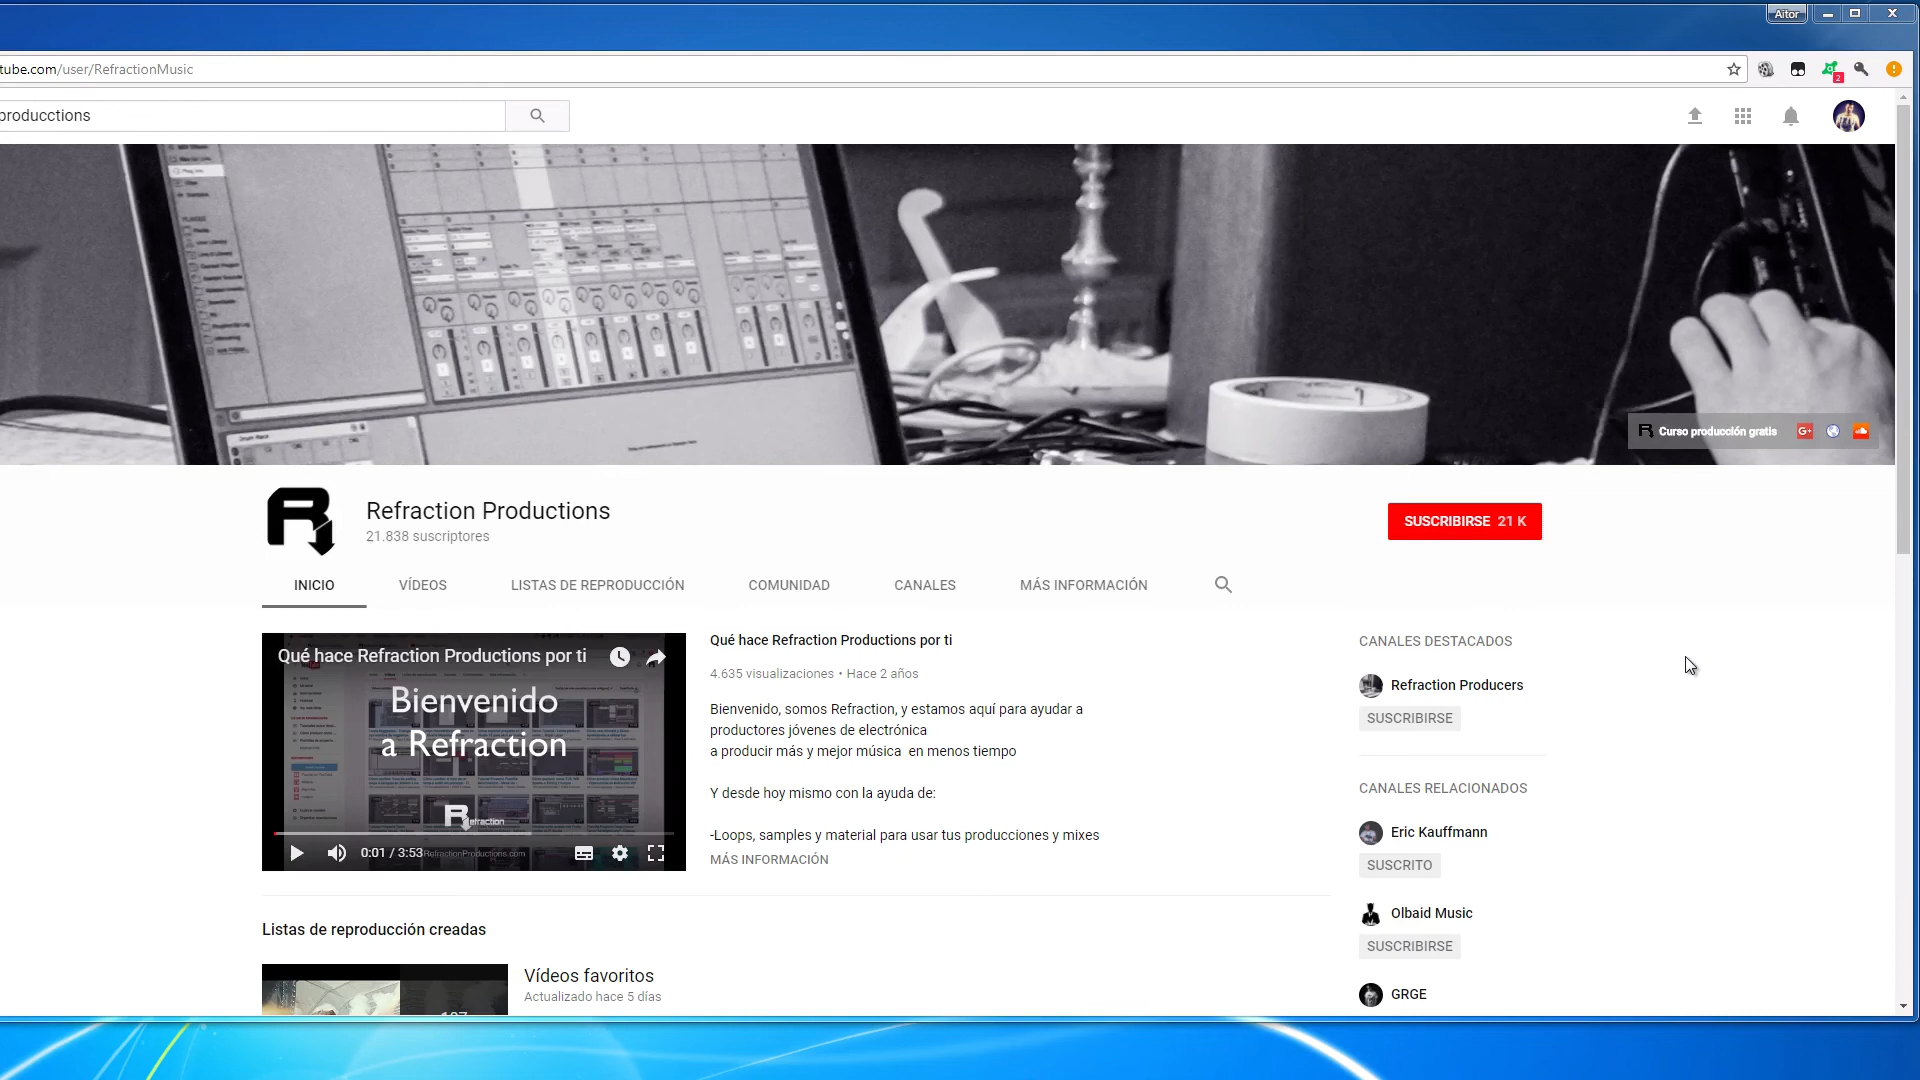 Aitor
tube.com/user/RefractionMusic
2
producctions
Curso producción gratis
G+
Refraction Productions
21.838 suscriptores
SUSCRIBIRSE 21 K
INICIO
VÍDEOS
LISTAS DE REPRODUCCIÓN
COMUNIDAD
CANALES
MÁS INFORMACIÓN
Qué hace Refraction Productions por ti
Bienvenido
a Refraction
Refraction
0:01 / 3:53
RefractionProductions.com
Qué hace Refraction Productions por ti
4.635 visualizaciones • Hace 2 años
Bienvenido, somos Refraction, y estamos aquí para ayudar a
productores jóvenes de electrónica
a producir más y mejor música  en menos tiempo
Y desde hoy mismo con la ayuda de:
-Loops, samples y material para usar tus producciones y mixes
MÁS INFORMACIÓN
CANALES DESTACADOS
Refraction Producers
SUSCRIBIRSE
CANALES RELACIONADOS
Eric Kauffmann
SUSCRITO
Olbaid Music
SUSCRIBIRSE
GRGE
Listas de reproducción creadas
Vídeos favoritos
Actualizado hace 5 días